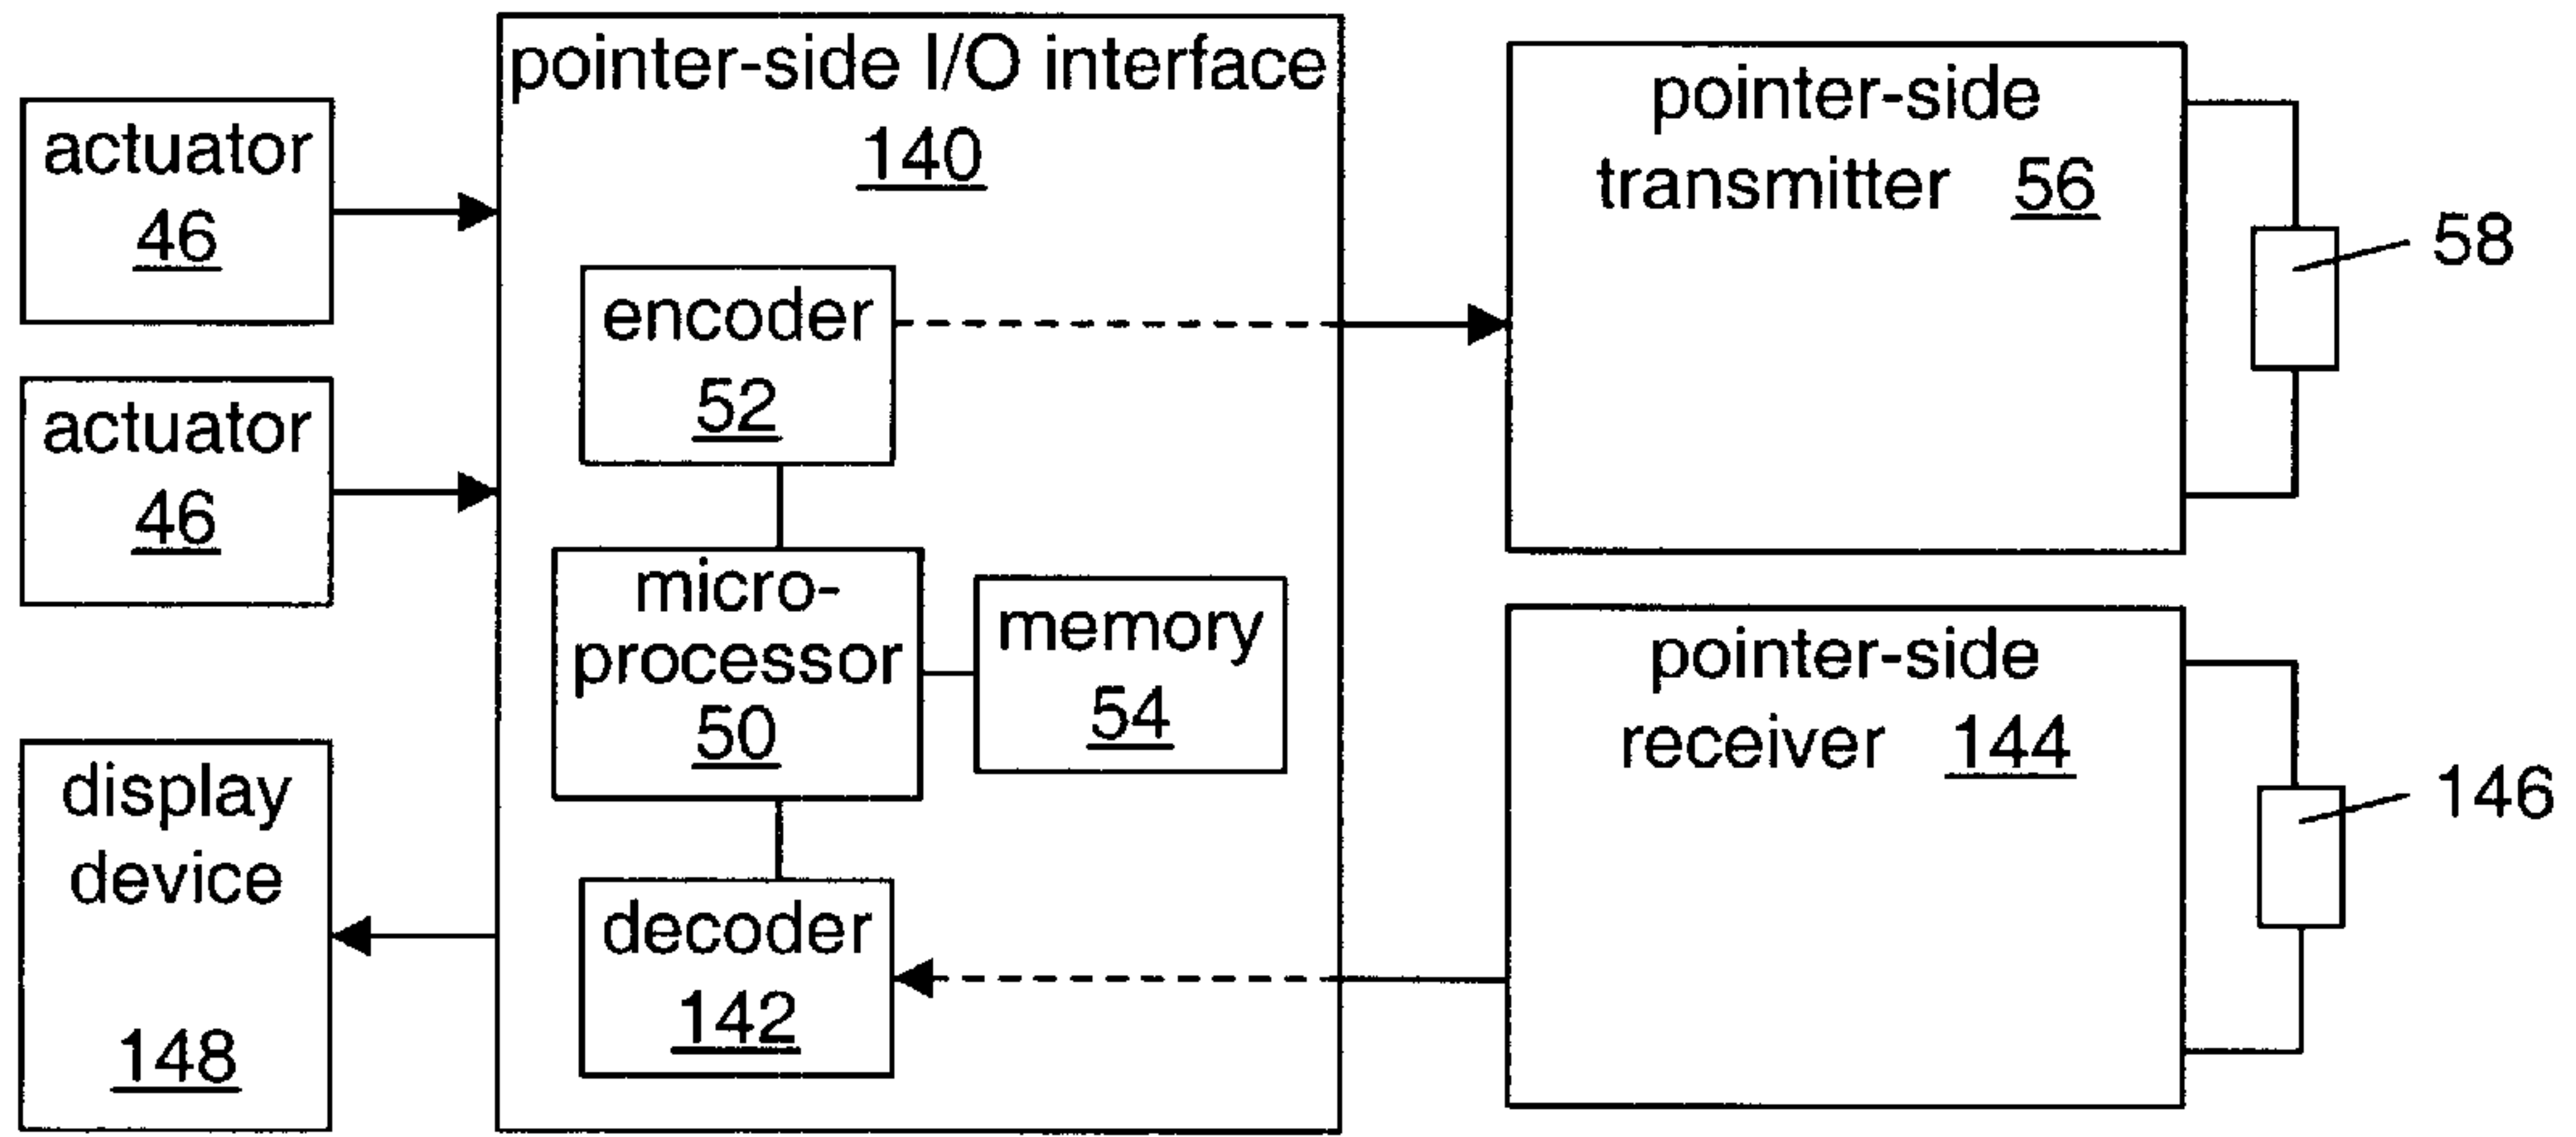 actuator
46
actuator
46
display
device
148
pointer-side I/O interface
140
encoder
52
micro-
processor
50
memory
54
decoder
142
pointer-side
transmitter 56
58
pointer-side
receiver 144
146